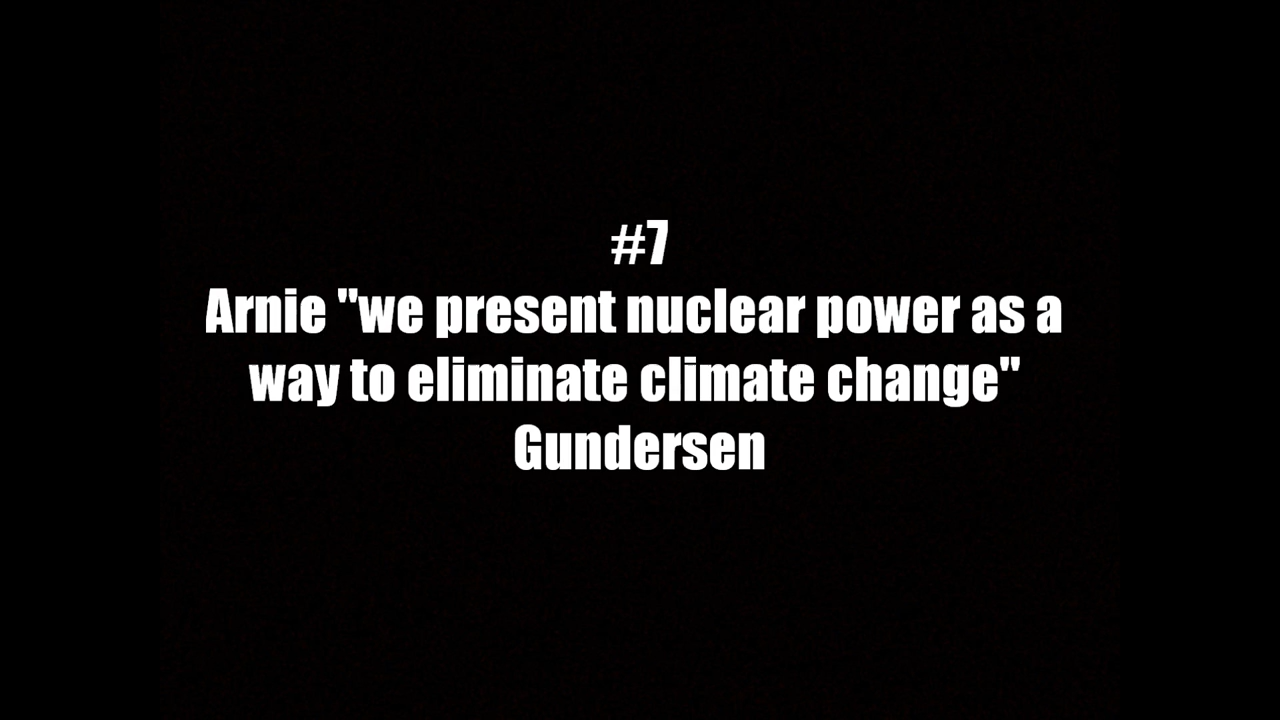 #7
Arnie "we present nuclear power as a
way to eliminate climate change"
Gundersen